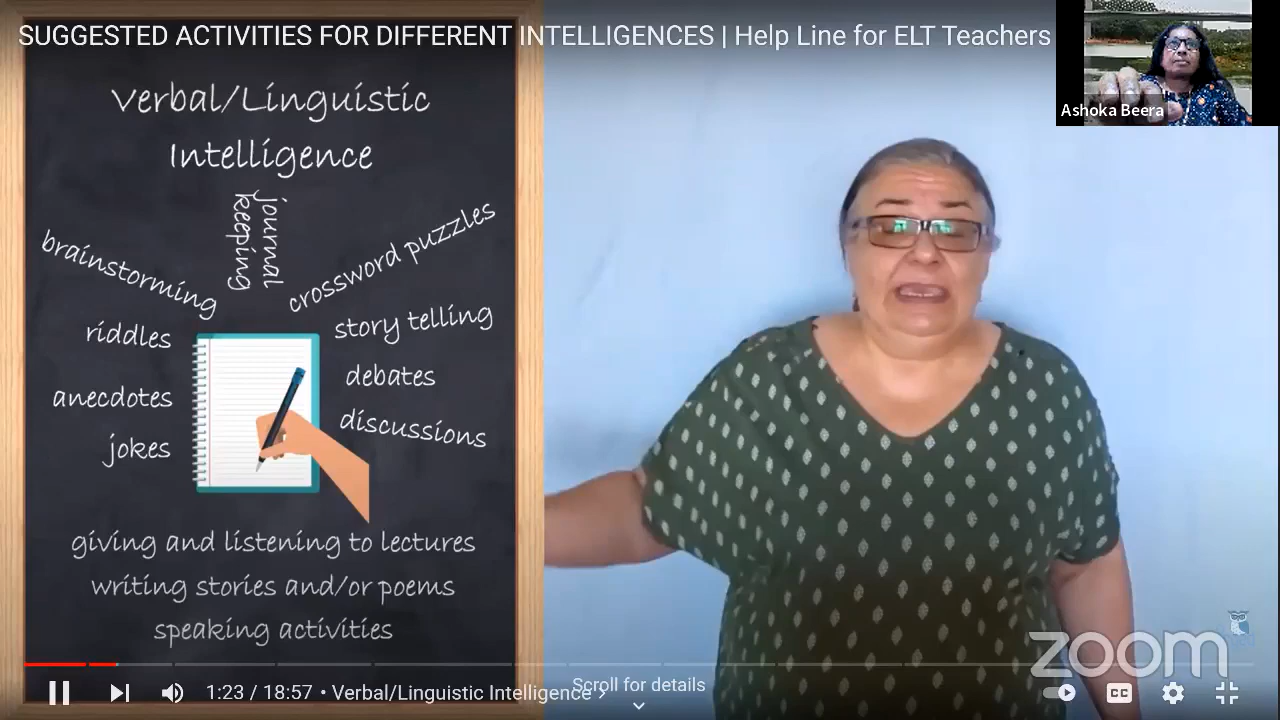 SUGGESTED ACTIVITIES FOR DIFFERENT INTELLIGENCES | Help Line for ELT Teachers
Ashoka Beera
Verbal/Linguistic
Intelligence
journal
keeping
brainstorming
crossword puzzles
riddles
story telling
anecdotes
debates
jokes
discussions
giving and listening to lectures
writing stories and/or poems
speaking activities
zoom
1:23 / 18:57 • Verbal/Linguistic Intelligence >
Scroll for details
CC